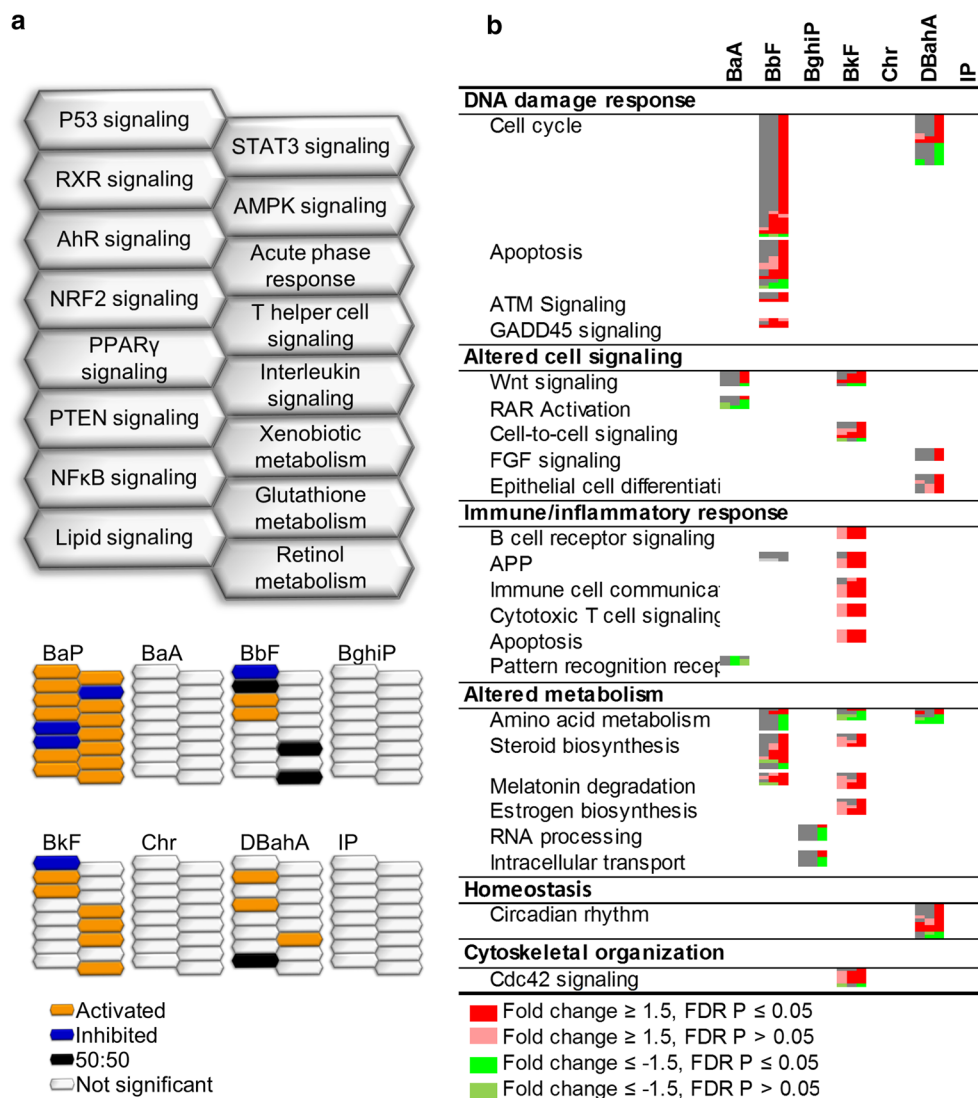 a
P53 signaling
RXR signaling
AhR signaling
NRF2 signaling
PPARγ
signaling
PTEN signaling
NFκB signaling
Lipid signaling
STAT3 signaling
AMPK signaling
Acute phase
response
T helper cell
signaling
Interleukin
signaling
Xenobiotic
metabolism
Glutathione
metabolism
Retinol
metabolism
BaP BaA BbF BghiP
BkF Chr DBahA IP
Activated
Inhibited
50:50
Not significant
b
BaA BbF BghiP BkF Chr DBahA IP
DNA damage response
Cell cycle
Apoptosis
ATM Signaling
GADD45 signaling
Altered cell signaling
Wnt signaling
RAR Activation
Cell-to-cell signaling
FGF signaling
Epithelial cell differentiati
Immune/inflammatory response
B cell receptor signaling
APP
Immune cell communicat
Cytotoxic T cell signaling
Apoptosis
Pattern recognition recep
Altered metabolism
Amino acid metabolism
Steroid biosynthesis
Melatonin degradation
Estrogen biosynthesis
RNA processing
Intracellular transport
Homeostasis
Circadian rhythm
Cytoskeletal organization
Cdc42 signaling
Fold change ≥ 1.5, FDR P ≤ 0.05
Fold change ≥ 1.5, FDR P > 0.05
Fold change ≤ -1.5, FDR P ≤ 0.05
Fold change ≤ -1.5, FDR P > 0.05